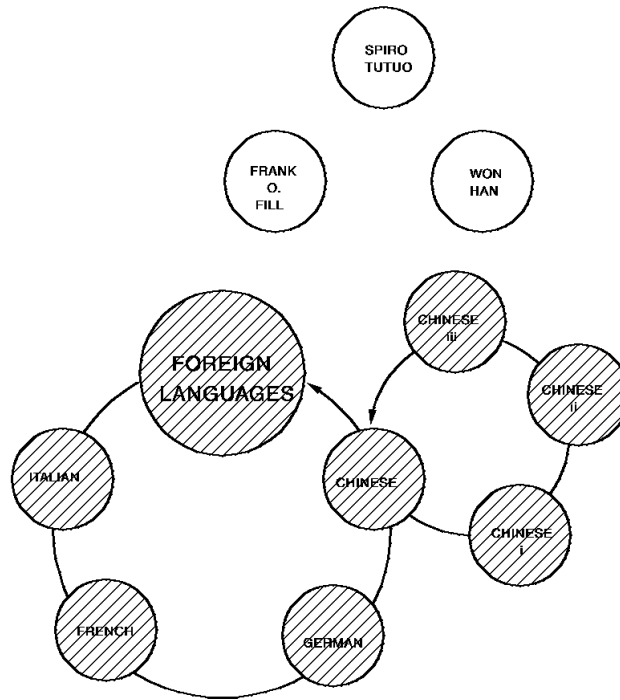 SPIRO
TUTUO
FRANK
O.
FILL
WON
HAN
CHINESE
iii
FOREIGN
LANGUAGES
CHINESE
ii
ITALIAN
CHINESE
CHINESE
i
FRENCH
GERMAN